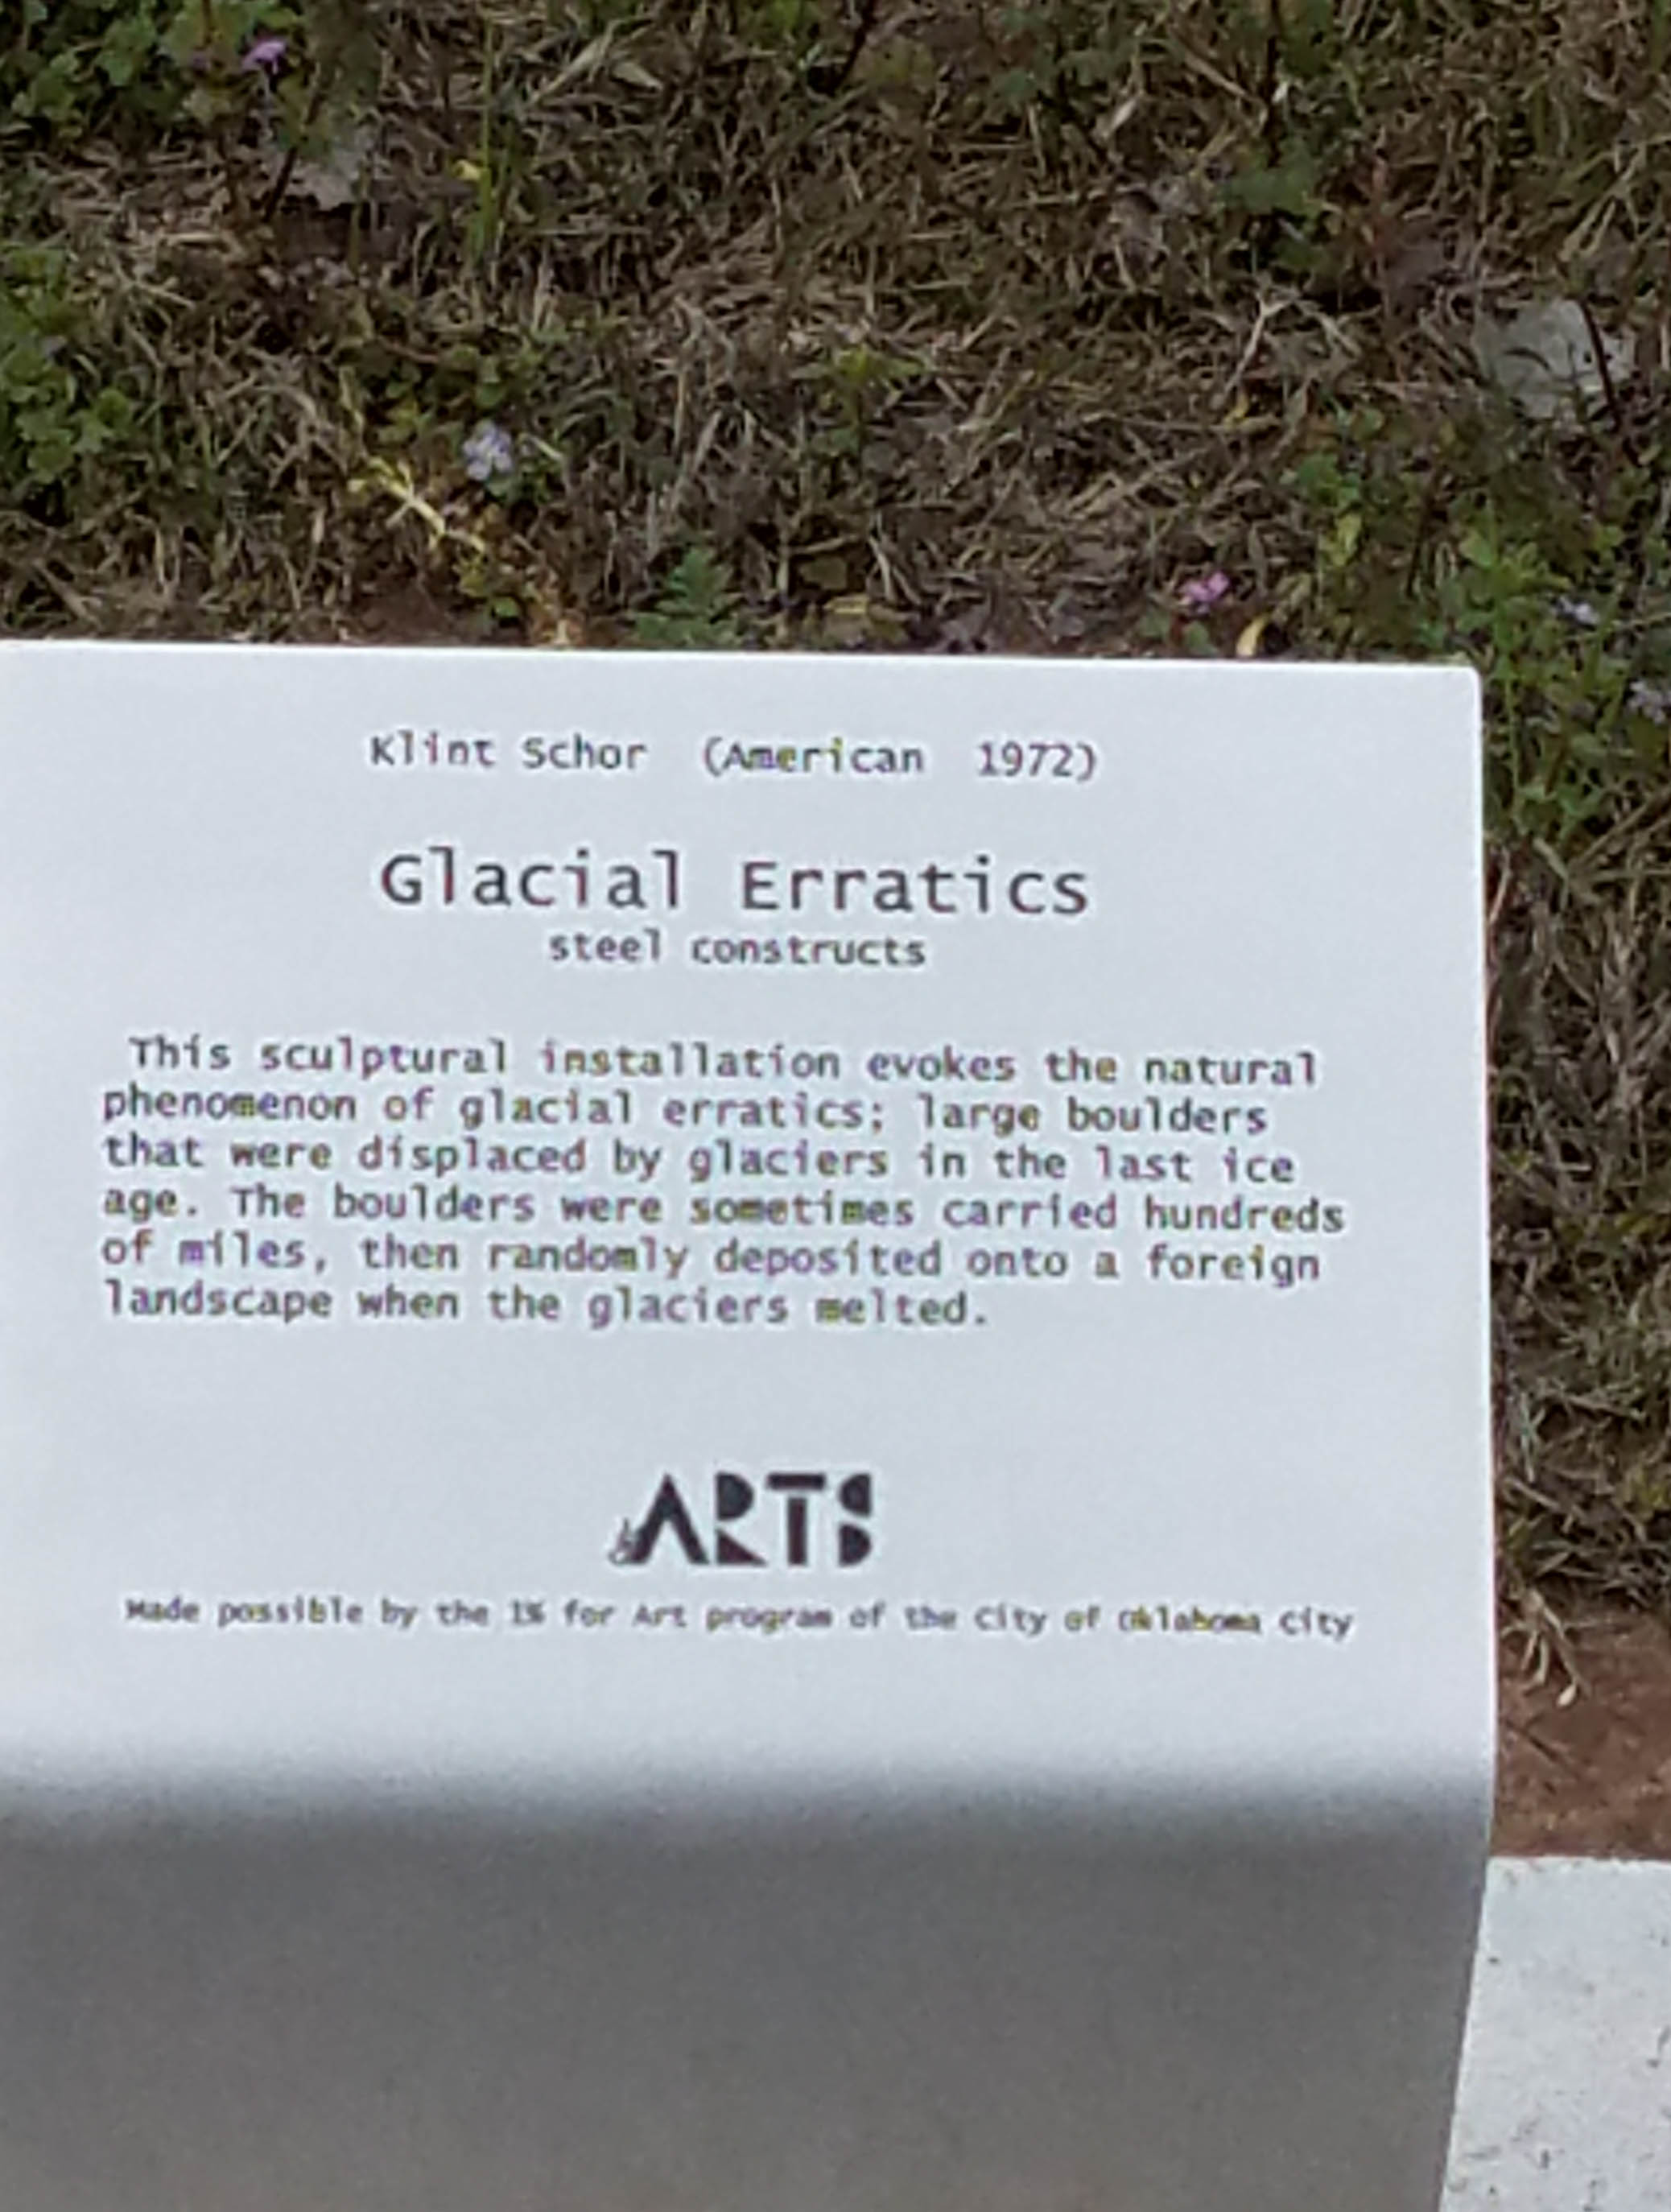 Klint Schor (American 1972)
Glacial Erratics
steel constructs
This sculptural installation evokes the natural
phenomenon of glacial erratics; large boulders
that were displaced by glaciers in the last ice
age. The boulders were sometimes carried hundreds
of miles, then randomly deposited onto a foreign
landscape when the glaciers melted.
ARTS
Made possible by the 1% for Art program of the City of Oklahoma City